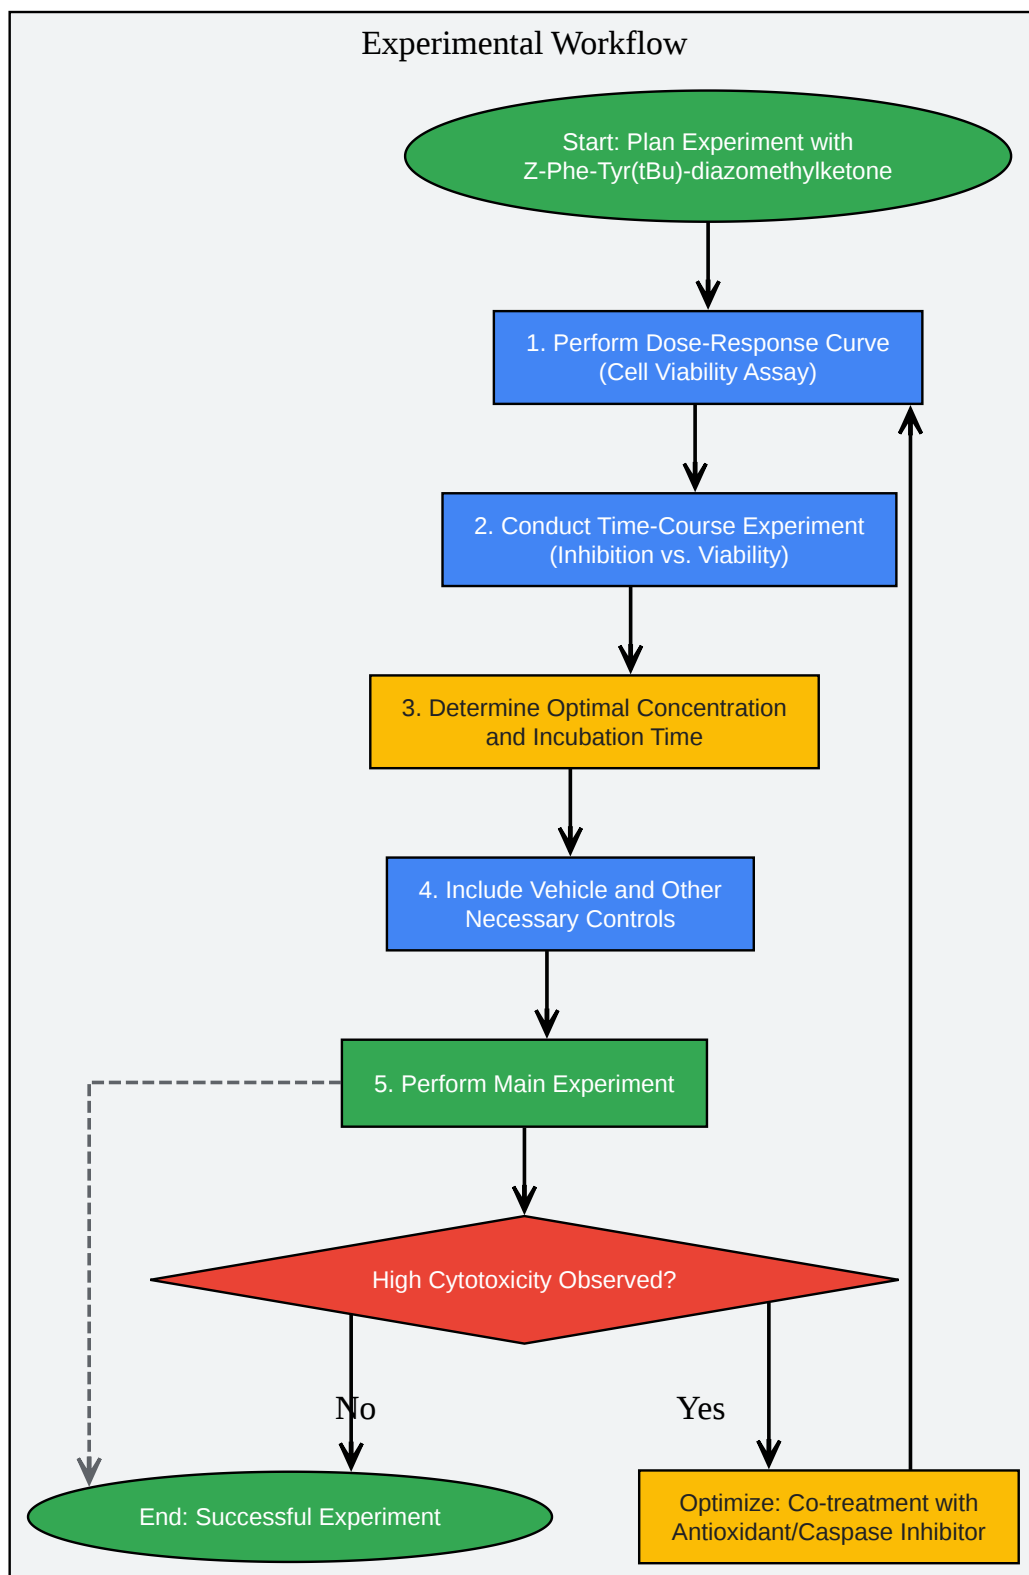 Experimental Workflow
Start: Plan Experiment with
Z-Phe-Tyr(tBu)-diazomethylketone
1. Perform Dose-Response Curve
(Cell Viability Assay)
2. Conduct Time-Course Experiment
(Inhibition vs. Viability)
3. Determine Optimal Concentration
and Incubation Time
4. Include Vehicle and Other
Necessary Controls
5. Perform Main Experiment
High Cytotoxicity Observed?
No
Yes
End: Successful Experiment
Optimize: Co-treatment with
Antioxidant/Caspase Inhibitor